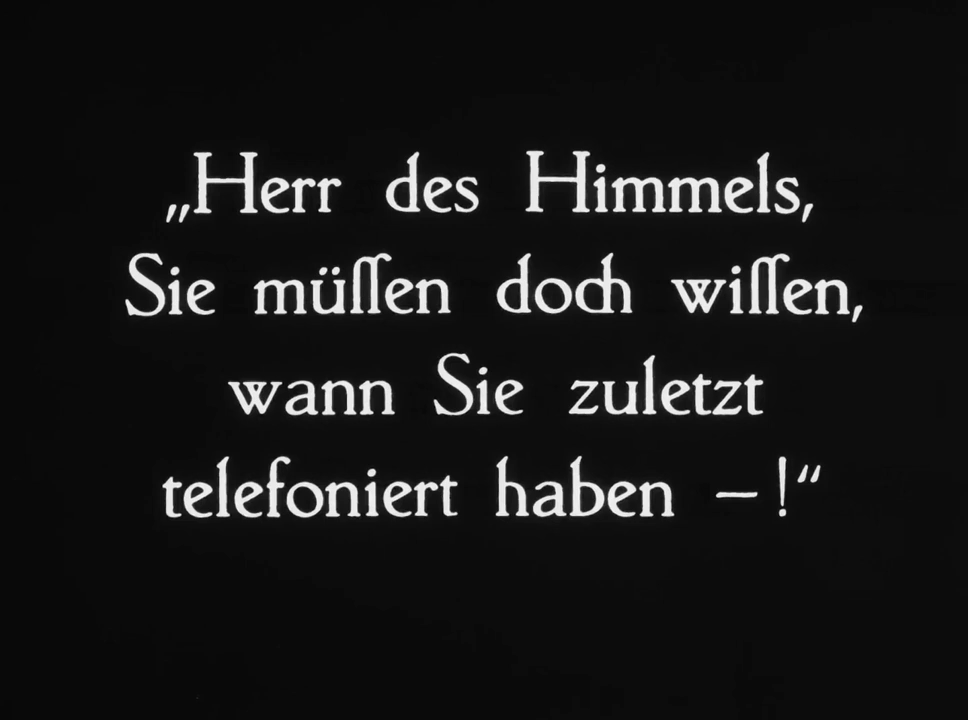 „Herr des Himmels,
Sie müſſen doch wiſſen,
wann Sie zuletzt
telefoniert haben – !“